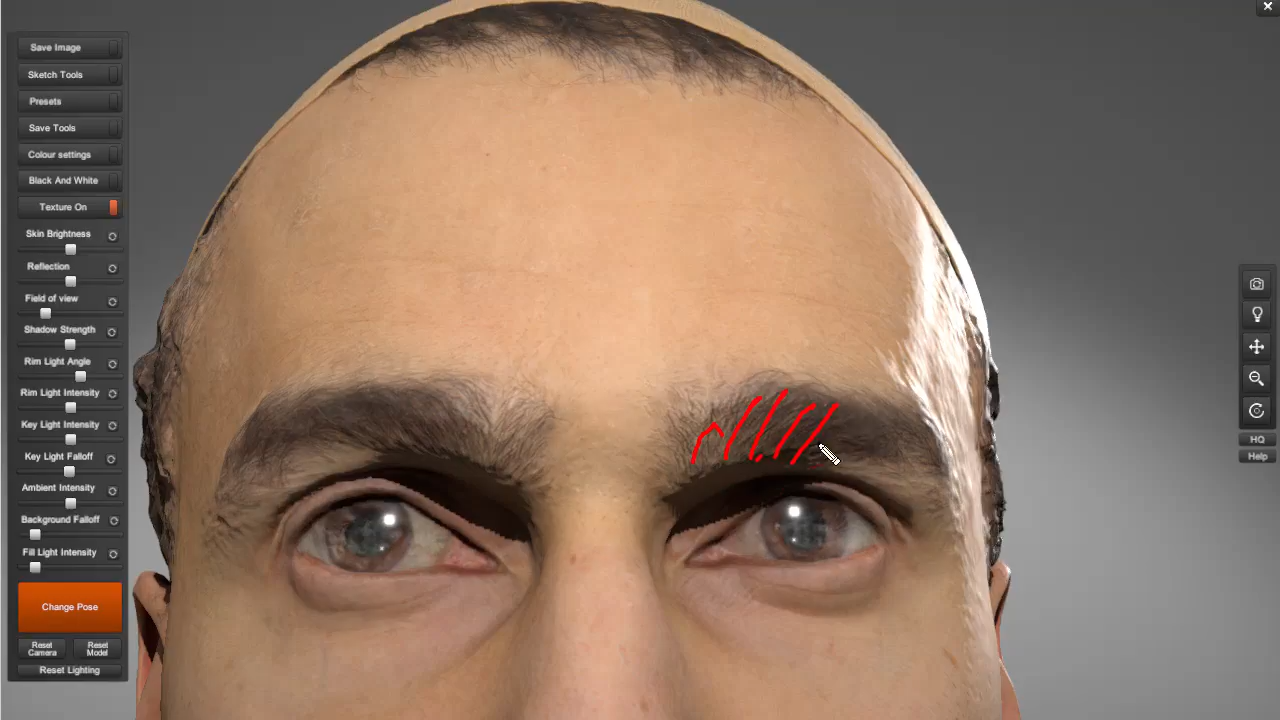 Save Image
Sketch Tools
Presets
Save Tools
Colour settings
Black And White
Texture On
Skin Brightness
Reflection
Field of view
Shadow Strength
Rim Light Angle
Rim Light Intensity
Key Light Intensity
Key Light Falloff
Ambient Intensity
Background Falloff
Fill Light Intensity
Change Pose
Reset Camera
Reset Model
Reset Lighting
HQ
Help